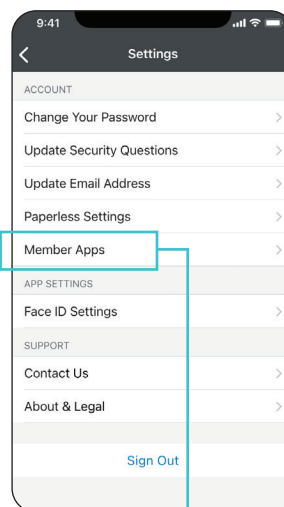 9:41
Settings
ACCOUNT
Change Your Password
Update Security Questions
Update Email Address
Paperless Settings
Member Apps
APP SETTINGS
Face ID Settings
SUPPORT
Contact Us
About & Legal
Sign Out